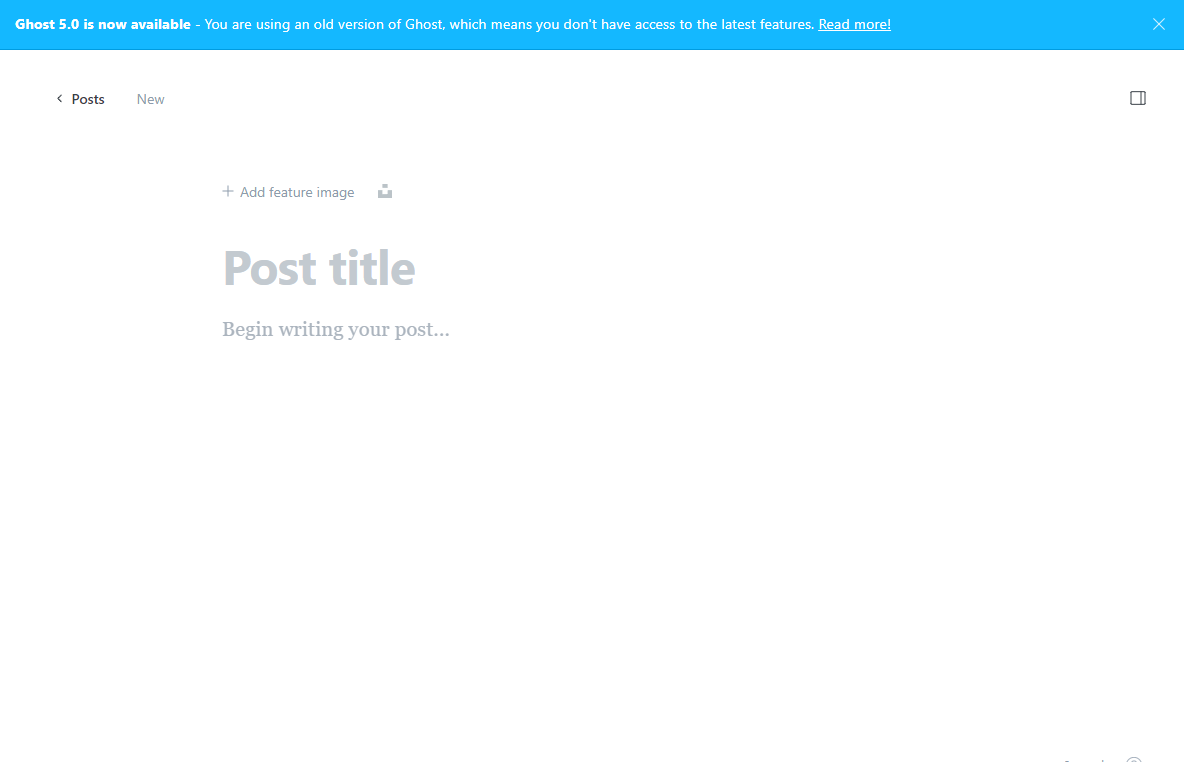 Ghost 5.0 is now available - You are using an old version of Ghost, which means you don't have access to the latest features. Read more!
Posts New
Add feature image
Post title
Begin writing your post...